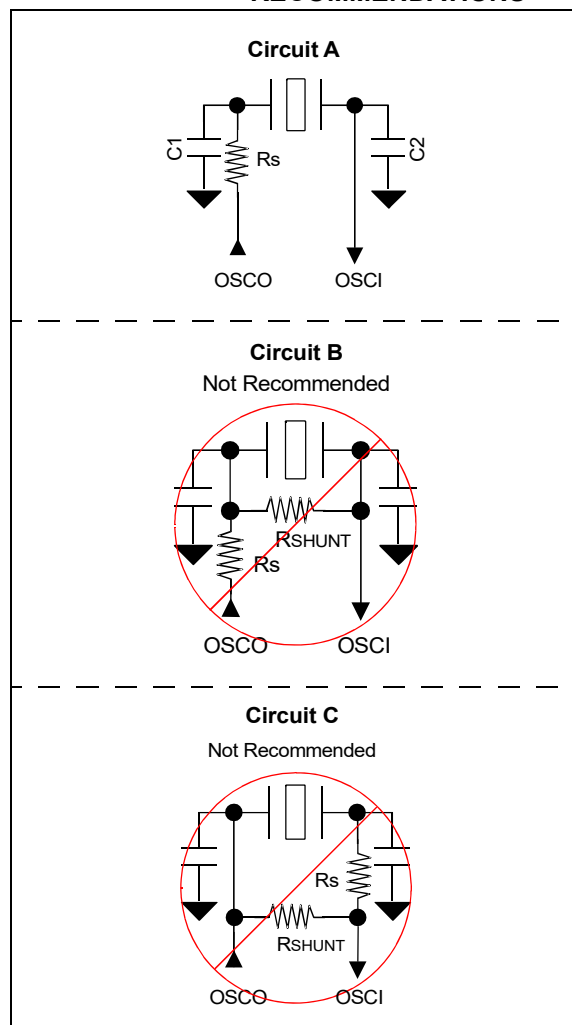 Circuit A
C1
Rs
C2
OSCO OSCI
Circuit B
Not Recommended
RSHUNT
Rs
OSCO OSCI
Circuit C
Not Recommended
Rs
RSHUNT
OSCO OSCI